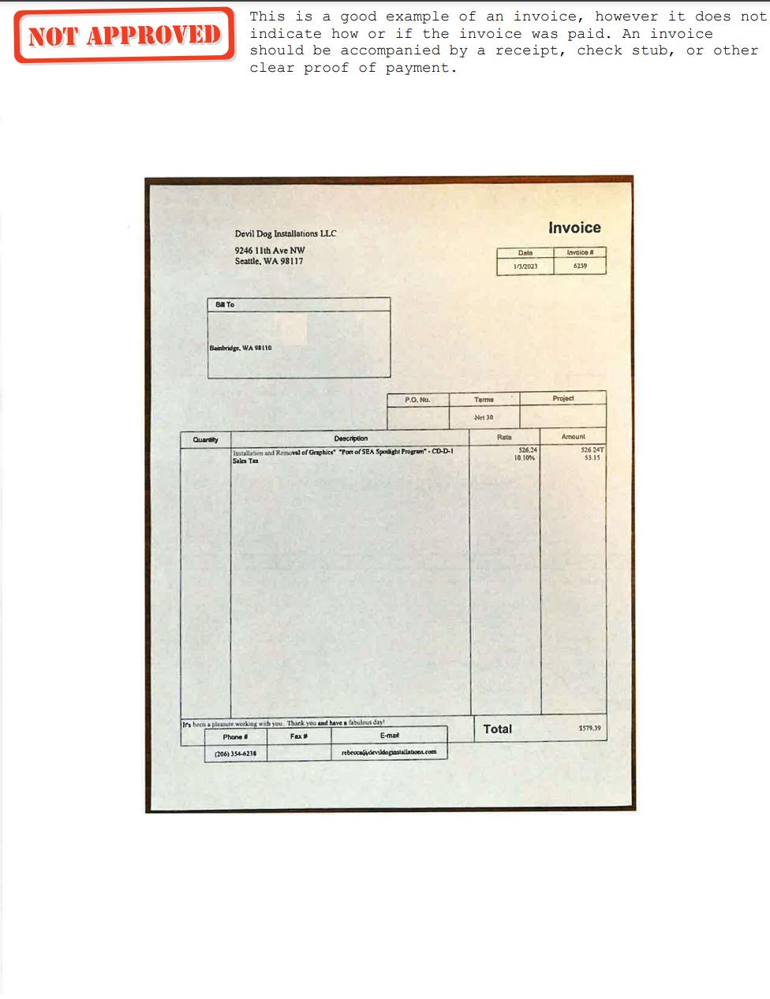 NOT APPROVED
This is a good example of an invoice, however it does not
indicate how or if the invoice was paid. An invoice
should be accompanied by a receipt, check stub, or other
clear proof of payment.
Devil Dog Installations LLC
9246 11th Ave NW
Seattle, WA 98117
Invoice
Date Invoice #
1/3/2023 6239
Bill To
Bainbridge, WA 98110
P.O. No. Terms Project
Net 30
Quantity Description Rate Amount
Installation and Removal of Graphics" "Port of SEA Spotlight Program" - CD-D-1 526.24 526.24T
Sales Tax 10.10% 53.15
It's been a pleasure working with you. Thank you and have a fabulous day!
Total $579.39
Phone # Fax # E-mail
(206) 354-6238 rebecca@devildoginstallations.com